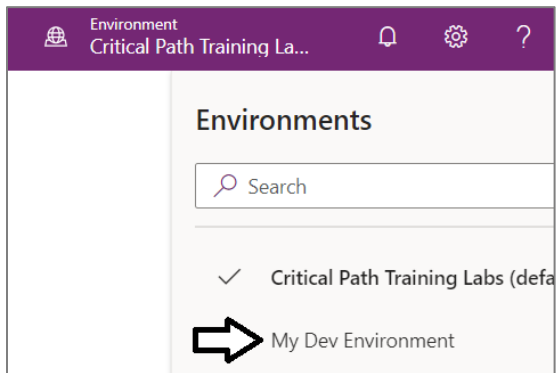 Environment
Critical Path Training La...
?
Environments
Search
Critical Path Training Labs (defa
My Dev Environment